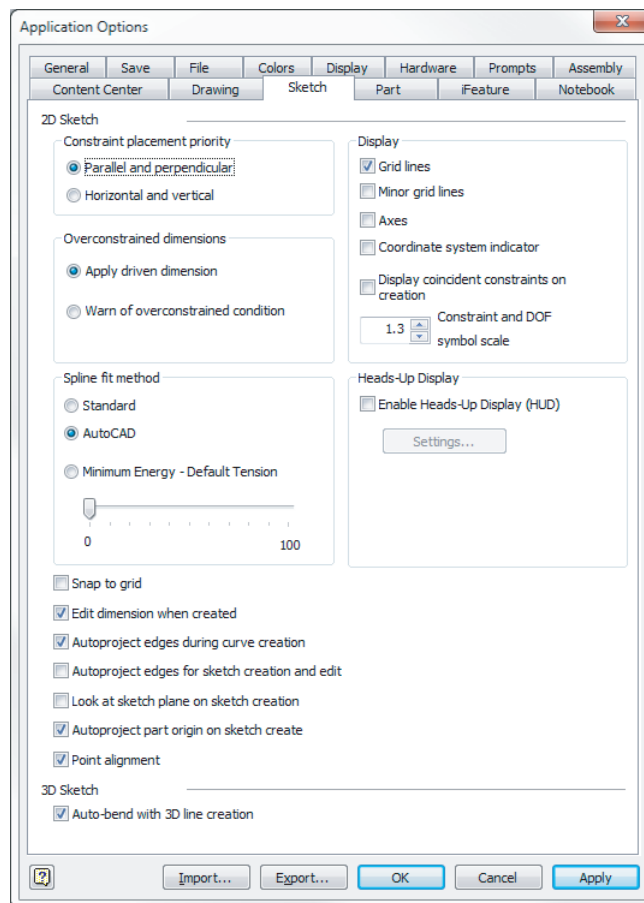 Application Options
General Save File Colors Display Hardware Prompts Assembly
Content Center Drawing Sketch Part iFeature Notebook
2D Sketch
Constraint placement priority
Parallel and perpendicular
Horizontal and vertical
Overconstrained dimensions
Apply driven dimension
Warn of overconstrained condition
Display
Grid lines
Minor grid lines
Axes
Coordinate system indicator
Display coincident constraints on
creation
1.3 Constraint and DOF
symbol scale
Spline fit method
Standard
AutoCAD
Minimum Energy - Default Tension
0 100
Heads-Up Display
Enable Heads-Up Display (HUD)
Settings...
Snap to grid
Edit dimension when created
Autoproject edges during curve creation
Autoproject edges for sketch creation and edit
Look at sketch plane on sketch creation
Autoproject part origin on sketch create
Point alignment
3D Sketch
Auto-bend with 3D line creation
? Import... Export... OK Cancel Apply